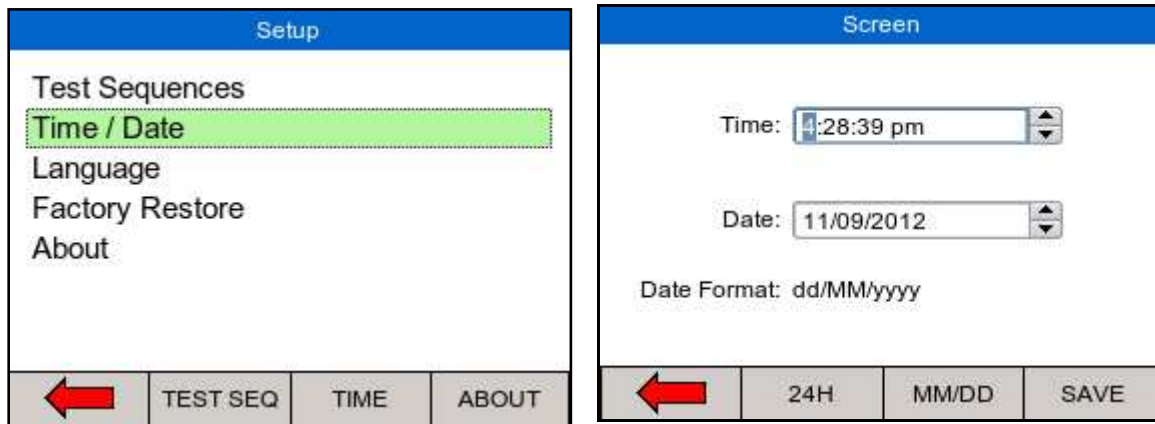 Setup
Test Sequences
Time / Date
Language
Factory Restore
About
TEST SEQ TIME ABOUT
Screen
Time: 4:28:39 pm
Date: 11/09/2012
Date Format: dd/MM/yyyy
24H MM/DD SAVE